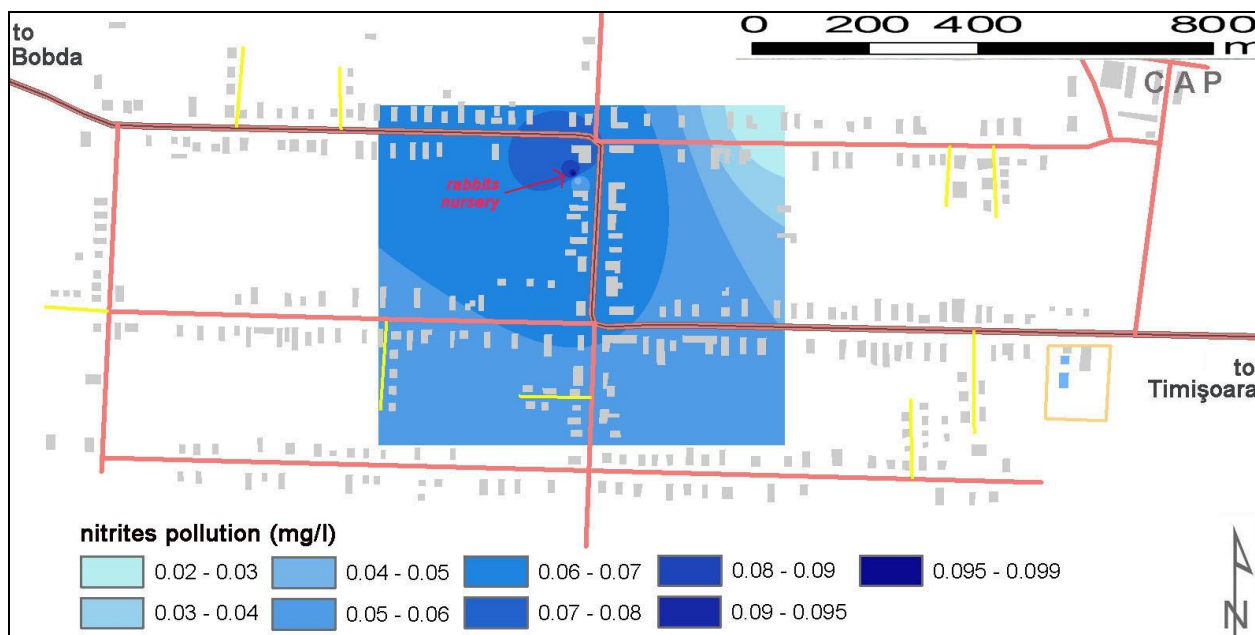 to
Bobda
0 200 400 800
m
CAP
rabbits
nursery
to
Timişoara
nitrites pollution (mg/l)
0.02 - 0.03
0.04 - 0.05
0.06 - 0.07
0.08 - 0.09
0.095 - 0.099
0.03 - 0.04
0.05 - 0.06
0.07 - 0.08
0.09 - 0.095
N